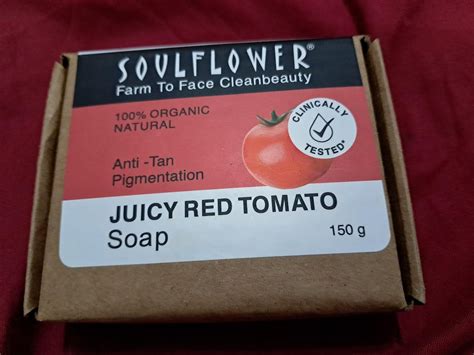 SOULFLOWER®
Farm To Face Cleanbeauty
100% ORGANIC
NATURAL
CLINICALLY
TESTED*
Anti -Tan
Pigmentation
JUICY RED TOMATO
Soap
150 g